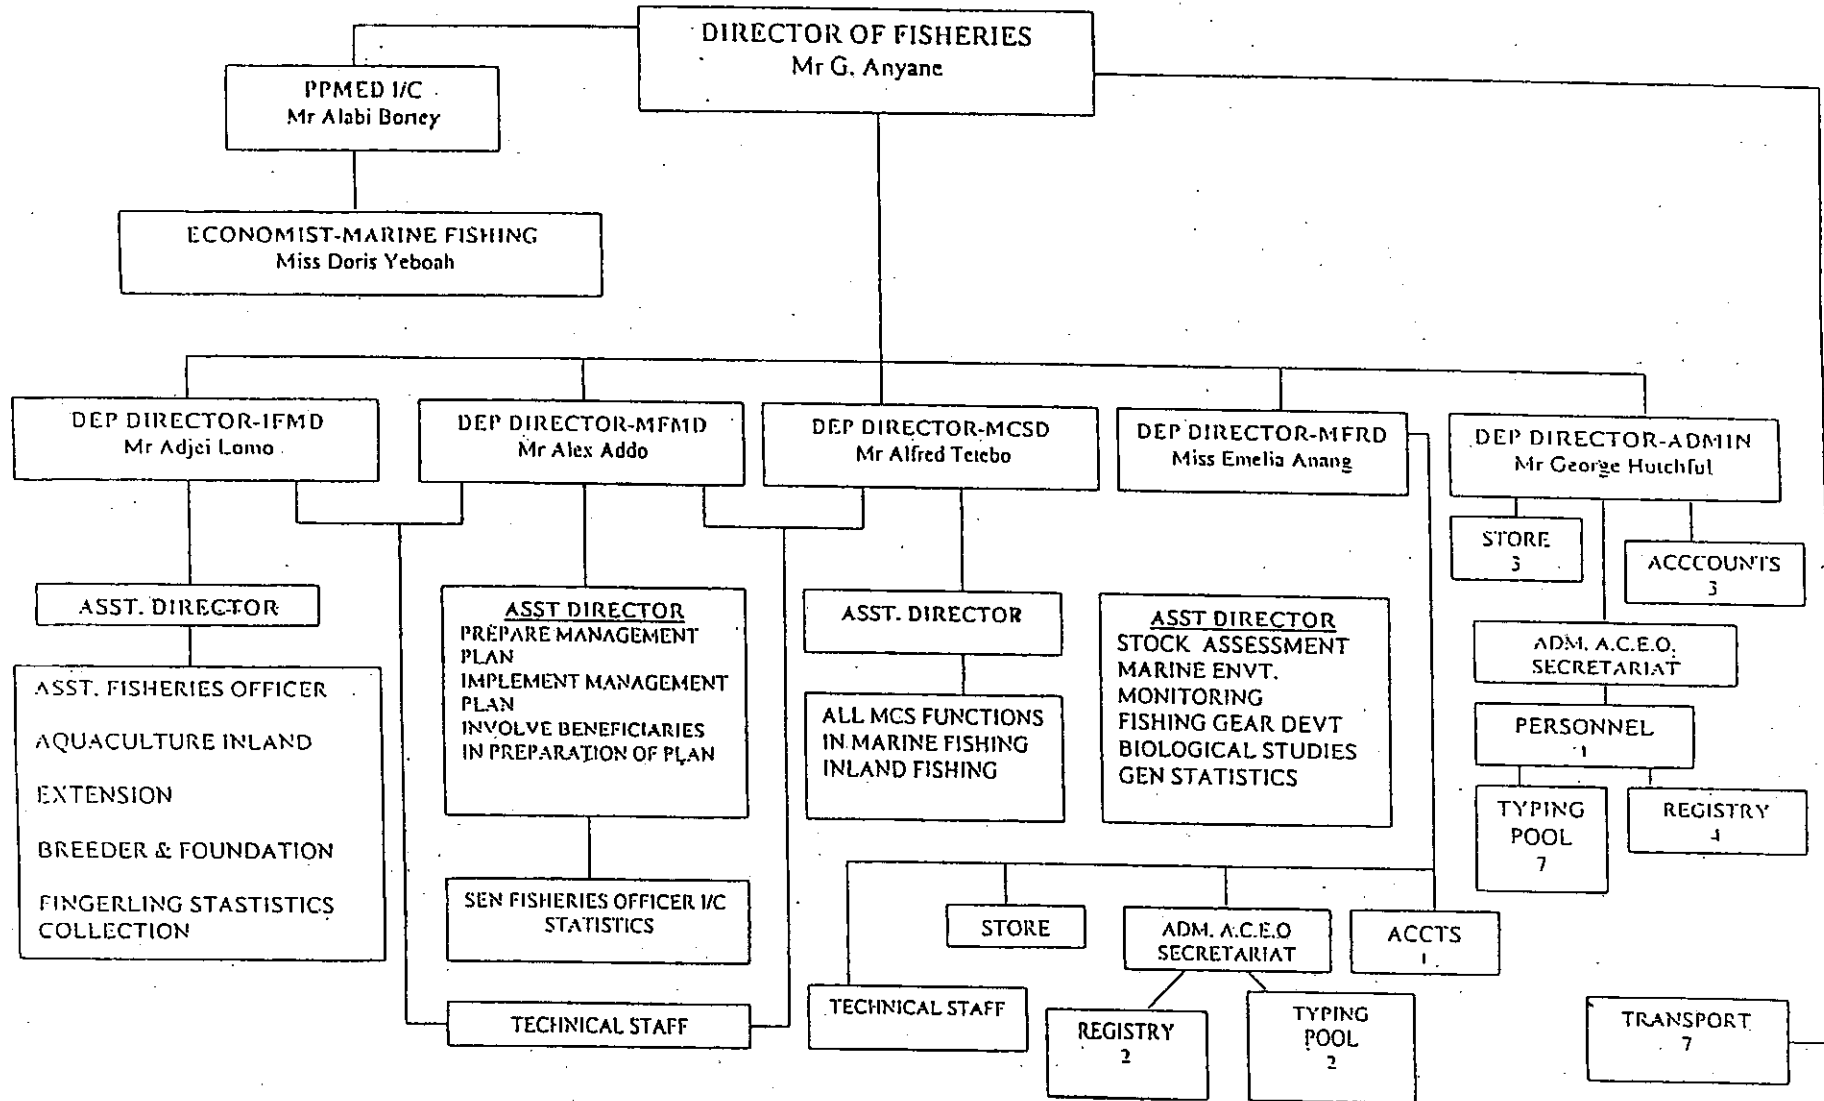 DIRECTOR OF FISHERIES
Mr G. Anyane
PPMED I/C
Mr Alabi Boney
ECONOMIST-MARINE FISHING
Miss Doris Yeboah
DEP DIRECTOR-IFMD
Mr Adjei Lomo
DEP DIRECTOR-MFMD
Mr Alex Addo
DEP DIRECTOR-MCSD
Mr Alfred Tetebo
DEP DIRECTOR-MFRD
Miss Emelia Anang
DEP DIRECTOR-ADMIN
Mr George Hutchful
STORE
3
ACCCOUNTS
3
ASST. DIRECTOR
ASST DIRECTOR
PREPARE MANAGEMENT
PLAN
IMPLEMENT MANAGEMENT
PLAN
INVOLVE BENEFICIARIES
IN PREPARATION OF PLAN
ASST. DIRECTOR
ASST DIRECTOR
STOCK ASSESSMENT
MARINE ENVT.
MONITORING
FISHING GEAR DEVT
BIOLOGICAL STUDIES
GEN STATISTICS
ADM. A.C.E.O.
SECRETARIAT
ASST. FISHERIES OFFICER
AQUACULTURE INLAND
EXTENSION
BREEDER & FOUNDATION
FINGERLING STASTISTICS
COLLECTION
ALL MCS FUNCTIONS
IN MARINE FISHING
INLAND FISHING
PERSONNEL
TYPING
POOL
7
REGISTRY
4
SEN FISHERIES OFFICER I/C
STATISTICS
STORE
ADM. A.C.E.O
SECRETARIAT
ACCTS
1
TECHNICAL STAFF
TECHNICAL STAFF
REGISTRY
2
TYPING
POOL
2
TRANSPORT
7